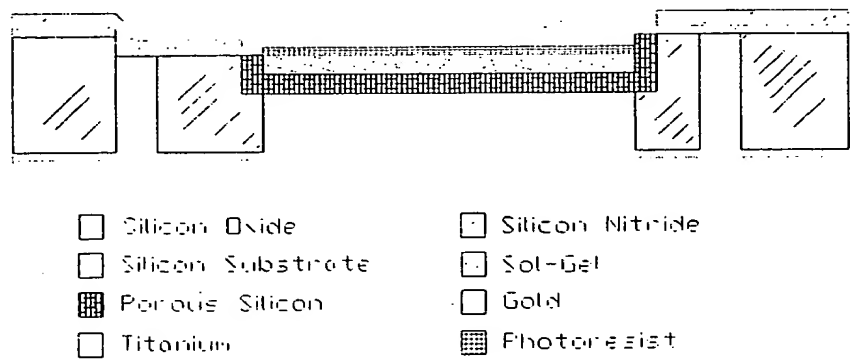 Silicon Oxide
Silicon Substrate
Porous Silicon
Titanium
Silicon Nitride
Sol-Gel
Gold
Photoresist